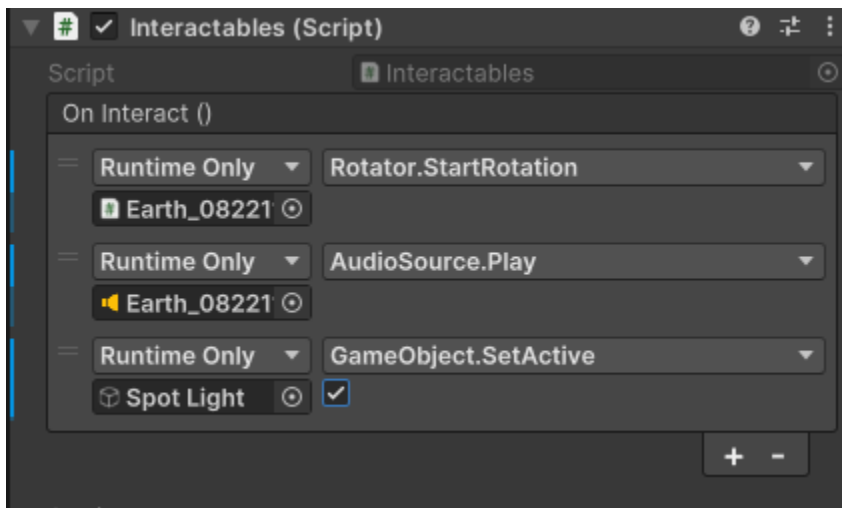 Interactables (Script)
Script Interactables
On Interact ()
Runtime Only Rotator.StartRotation
Earth_08221
Runtime Only AudioSource.Play
Earth_08221
Runtime Only GameObject.SetActive
Spot Light
+ -